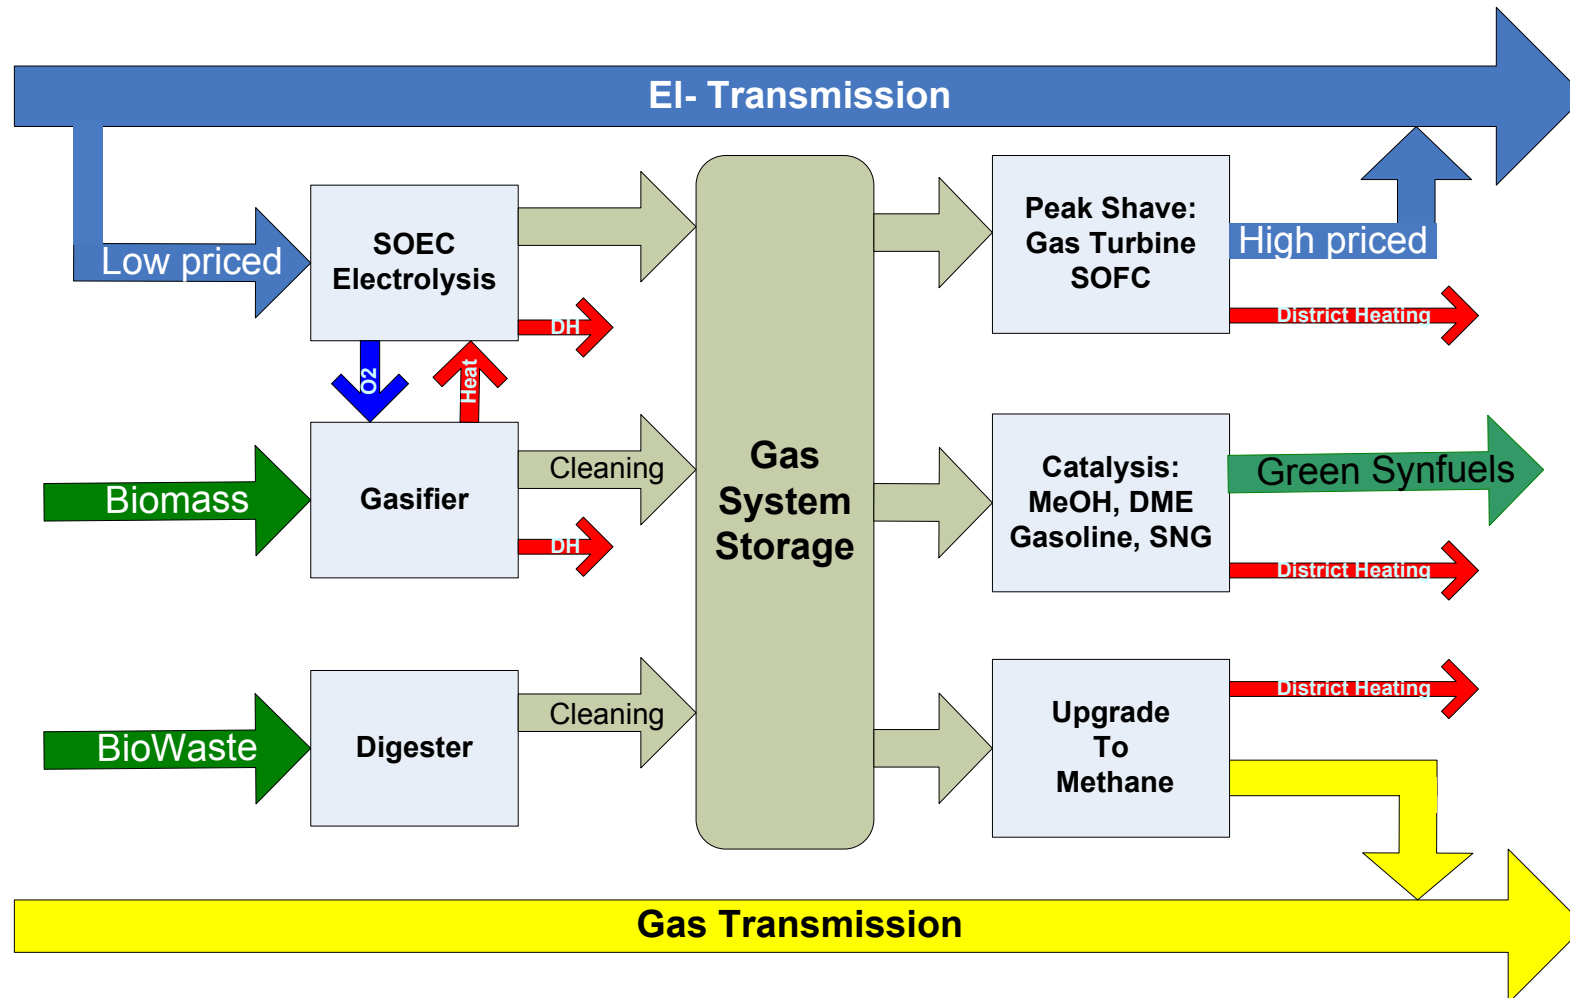 El- Transmission
Low priced
SOEC
Electrolysis
DH
O2
Heat
Peak Shave:
Gas Turbine
SOFC
High priced
District Heating
Biomass
Gasifier
Cleaning
DH
Gas
System
Storage
Catalysis:
MeOH, DME
Gasoline, SNG
Green Synfuels
District Heating
BioWaste
Digester
Cleaning
Upgrade
To
Methane
District Heating
Gas Transmission